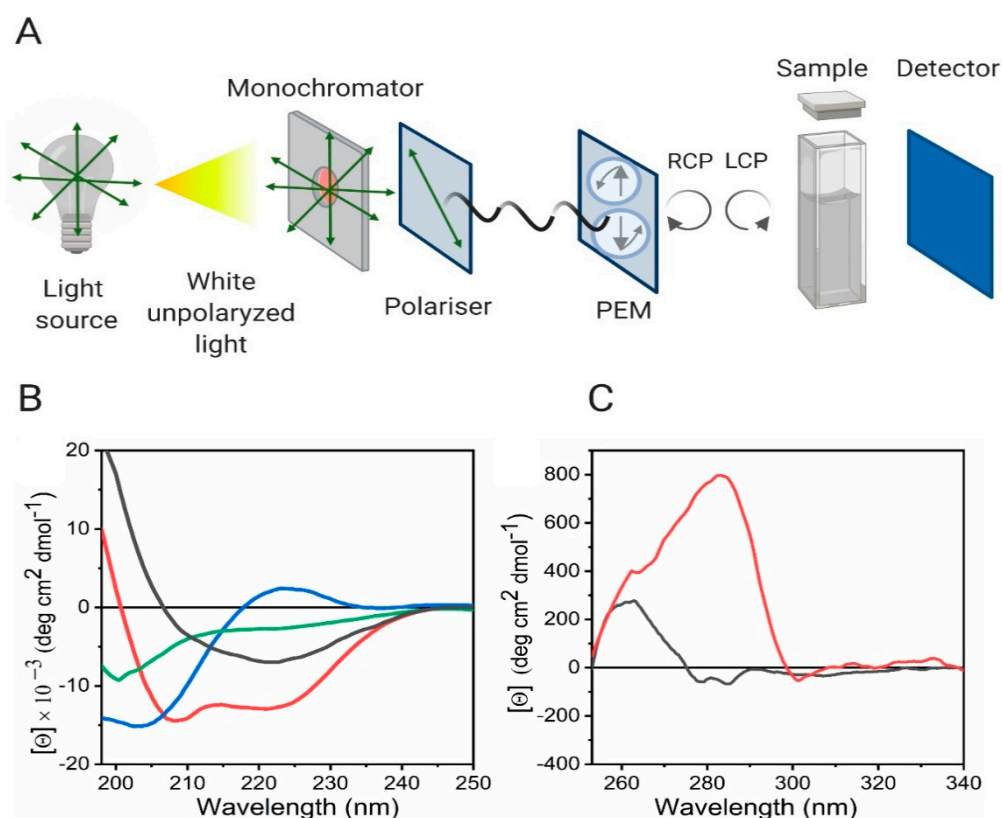 A
Monochromator
Sample
Detector
RCP LCP
Light
source
White
unpolaryzed
light
Polariser
PEM
B
[Θ] × 10⁻³ (deg cm² dmol⁻¹)
20
10
0
-10
-20
200 210 220 230 240 250
Wavelength (nm)
C
[Θ] (deg cm² dmol⁻¹)
800
600
400
200
0
-200
-400
260 280 300 320 340
Wavelength (nm)